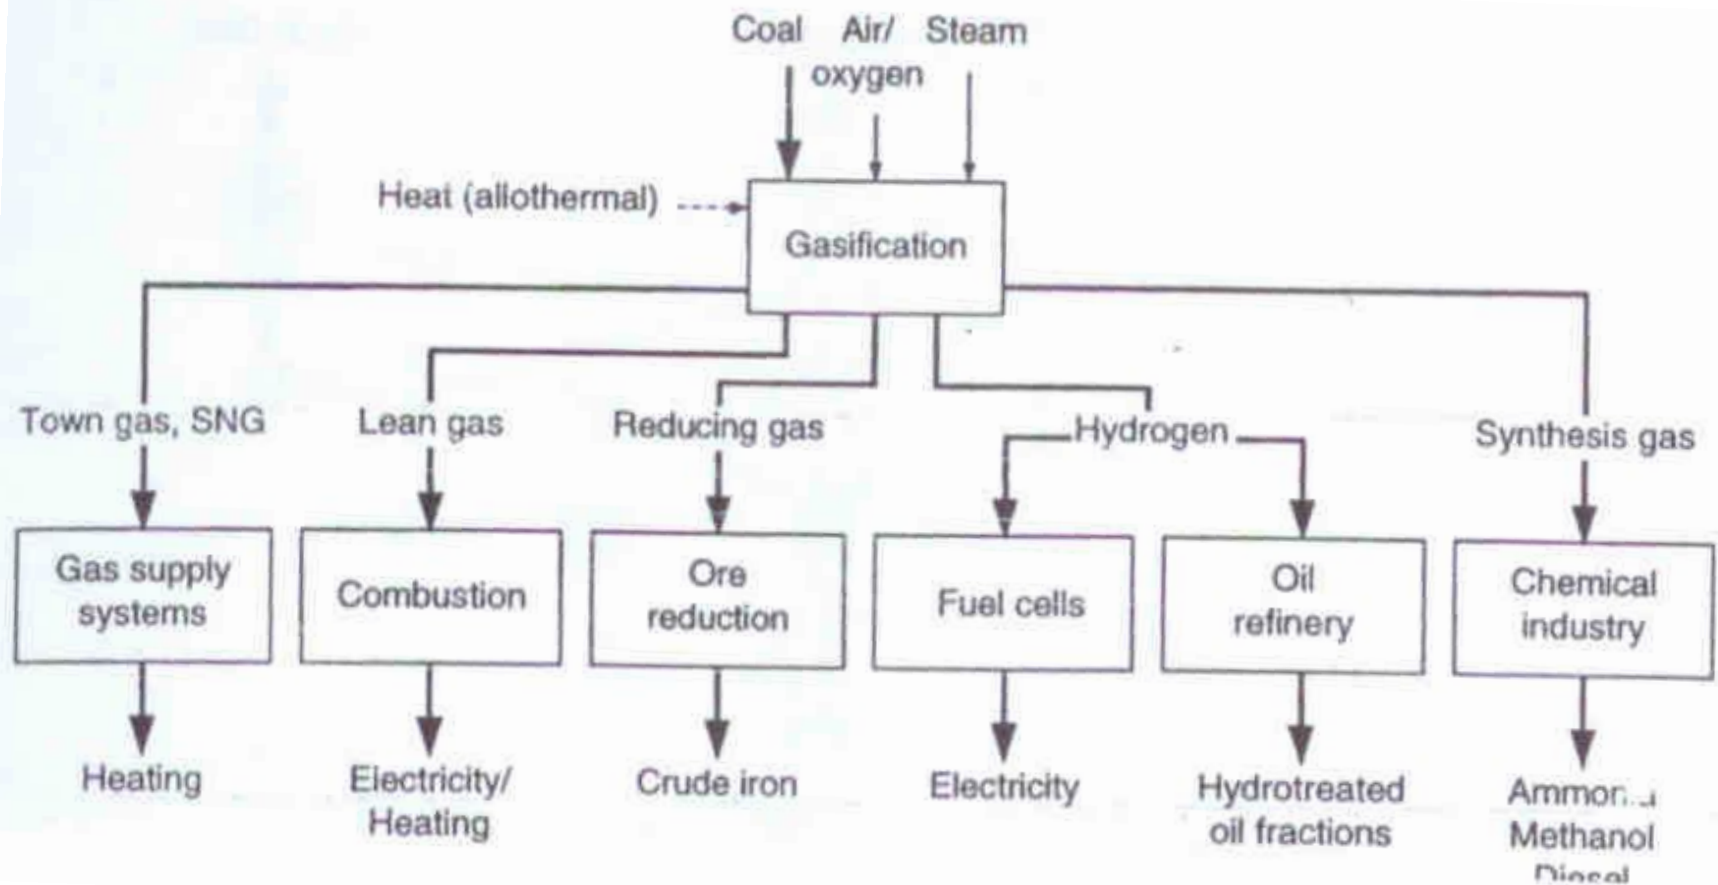 Coal Air/ Steam
oxygen
Heat (allothermal)
Gasification
Town gas, SNG
Lean gas
Reducing gas
Hydrogen
Synthesis gas
Gas supply
systems
Combustion
Ore
reduction
Fuel cells
Oil
refinery
Chemical
industry
Heating
Electricity/
Heating
Crude iron
Electricity
Hydrotreated
oil fractions
Methanol
Diesel